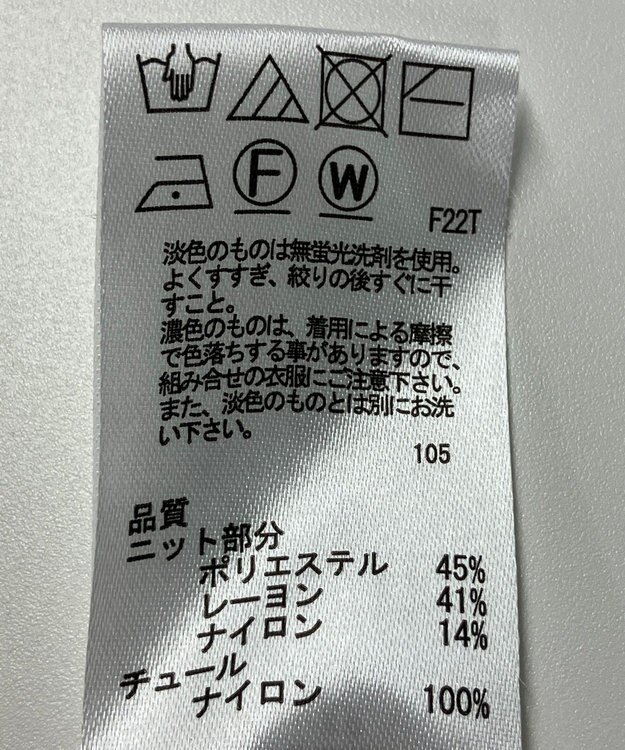 F
W
F22T
淡色のものは無蛍光洗剤を使用。
よくすすぎ、絞りの後すぐに干
すこと。
濃色のものは、着用による摩擦
で色落ちする事がありますので、
組み合せの衣服にご注意下さい。
また、淡色のものとは別にお洗
い下さい。
105
品質
ニット部分
ポリエステル 45%
レーヨン 41%
ナイロン 14%
チュール
ナイロン 100%